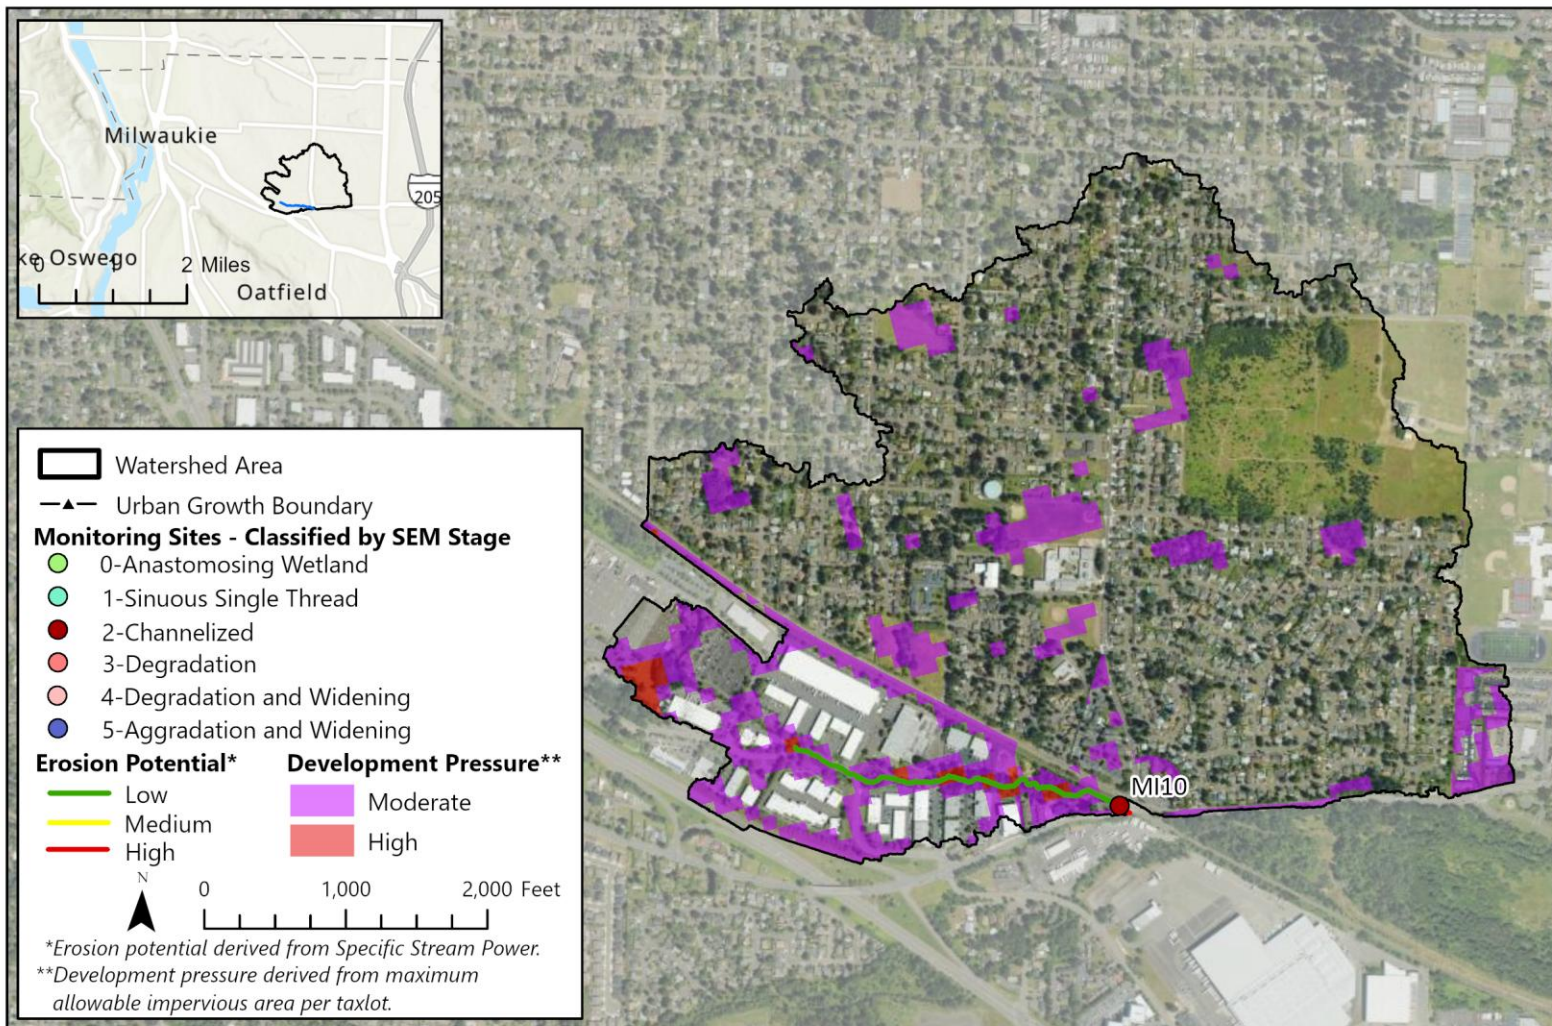 Milwaukie
205
ke Oswego
0 1 2 Miles
Oatfield
Watershed Area
Urban Growth Boundary
Monitoring Sites - Classified by SEM Stage
0-Anastomosing Wetland
1-Sinuous Single Thread
2-Channelized
3-Degradation
4-Degradation and Widening
5-Aggradation and Widening
Erosion Potential* Development Pressure**
Low Moderate
Medium
High High
N
0 1,000 2,000 Feet
*Erosion potential derived from Specific Stream Power.
**Development pressure derived from maximum
allowable impervious area per taxlot.
MI10